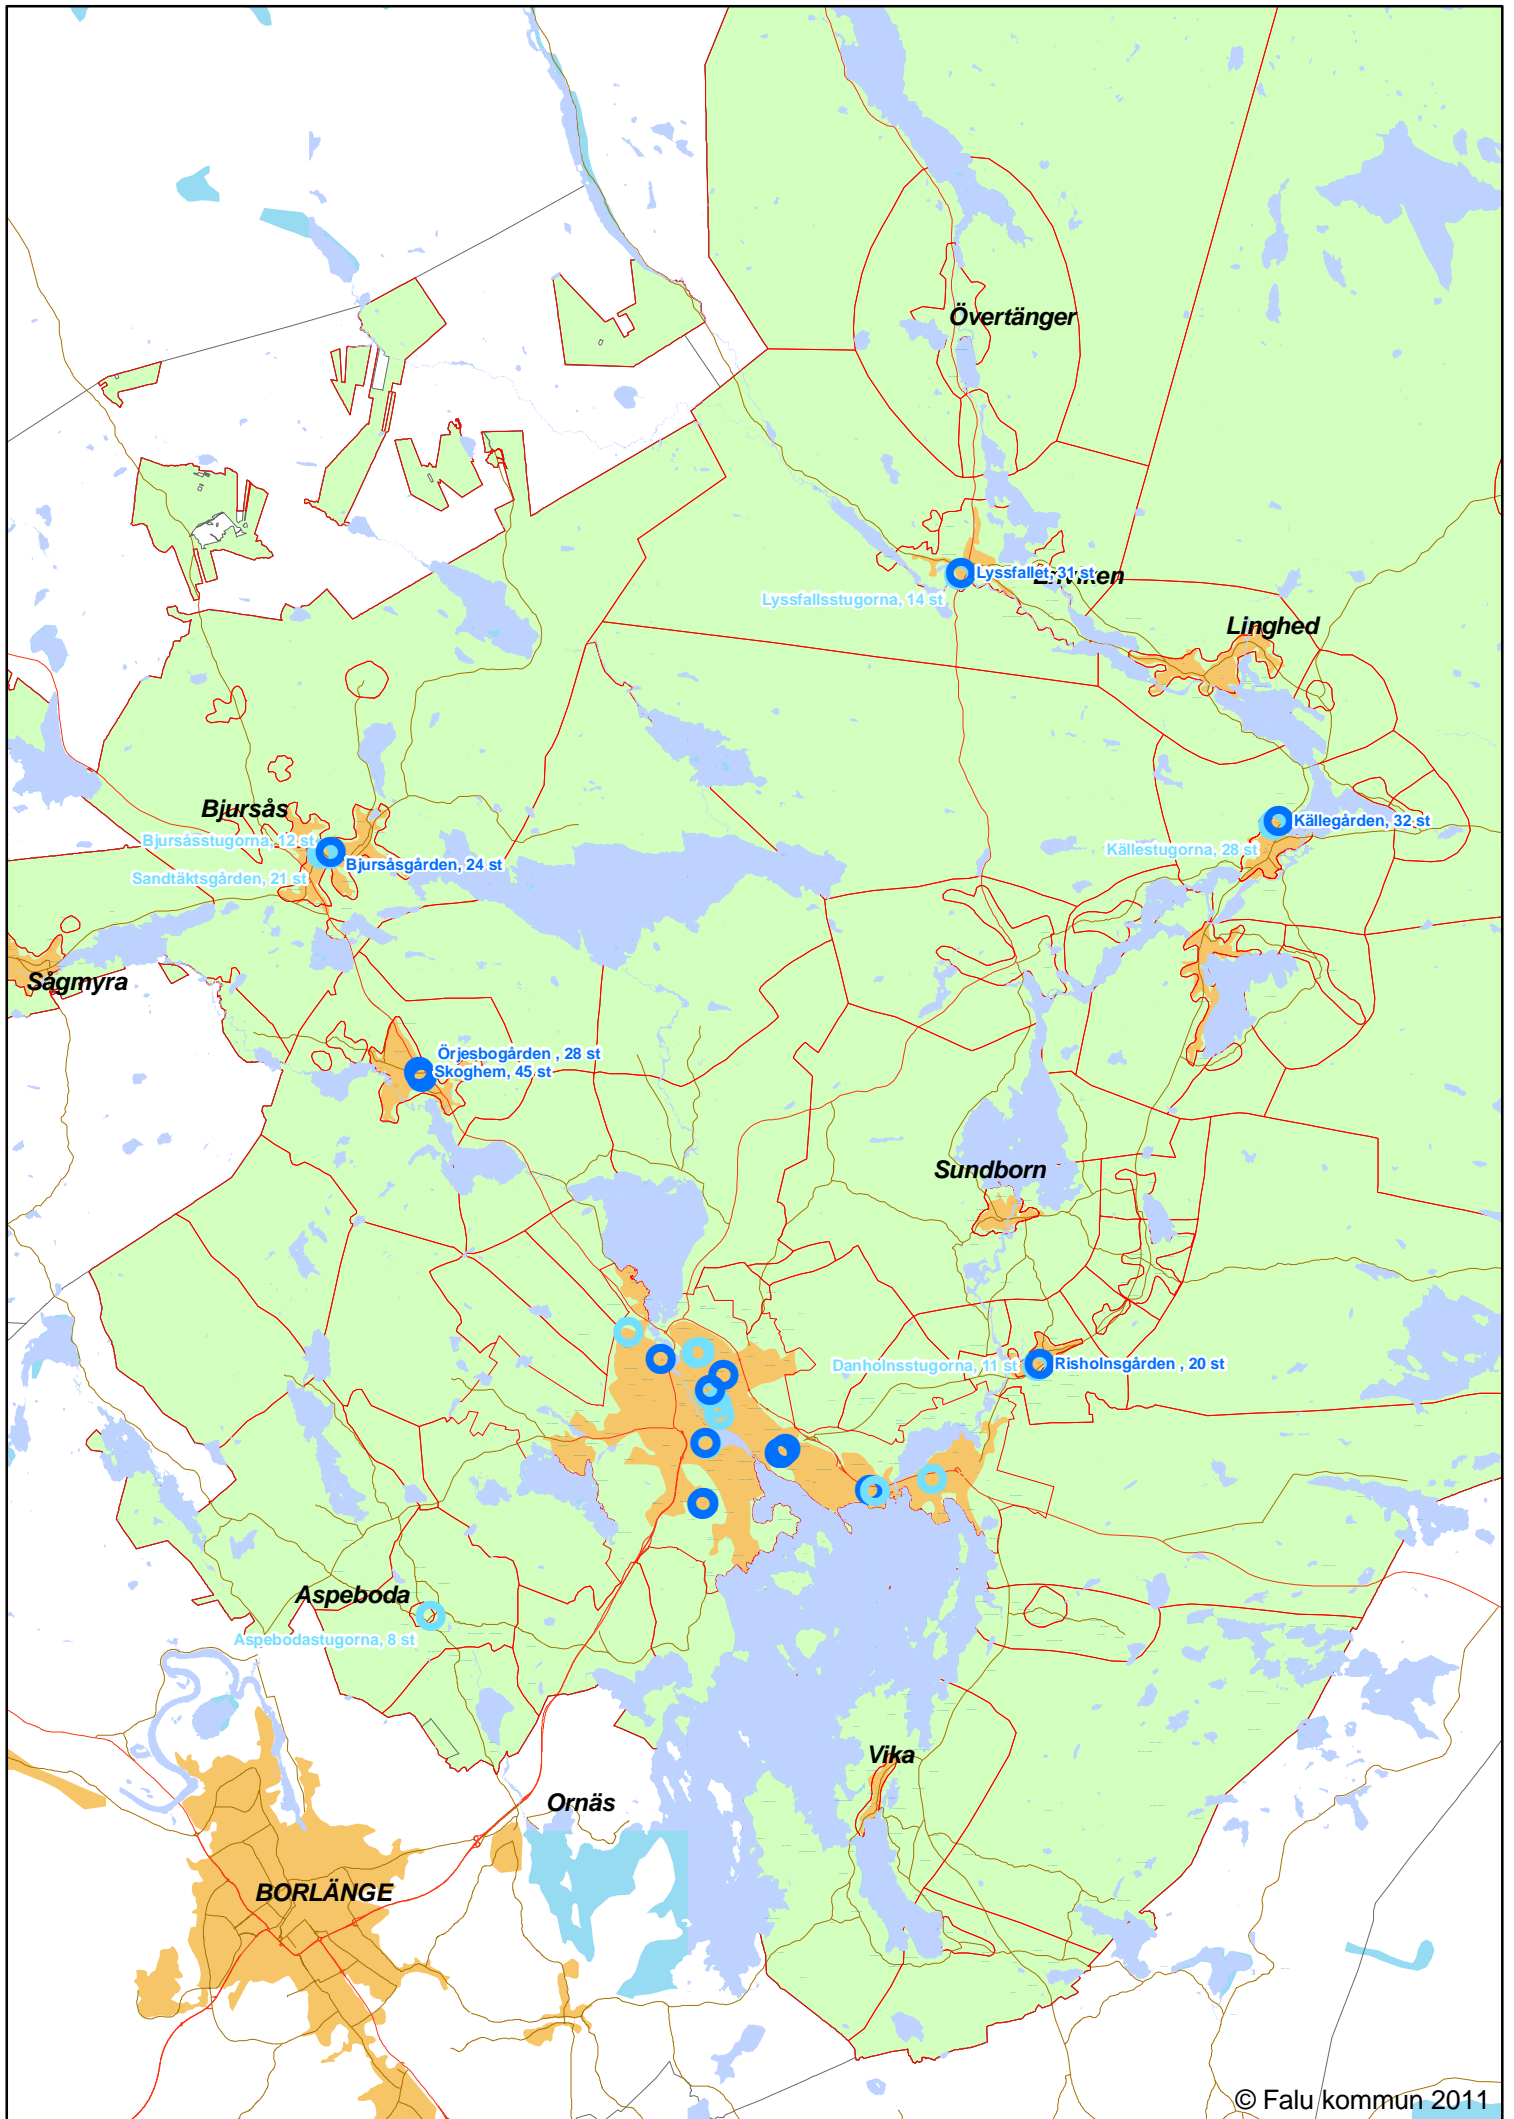 Övertänger
Enviken
Lyssfallet, 31 st
Lyssfallsstugorna, 14 st
Linghed
Bjursås
Källegården, 32 st
Bjursåsstugorna, 12 st
Källestugorna, 28 st
Bjursåsgården, 24 st
Sandtäktsgården, 21 st
Sågmyra
Örjesbogården , 28 st
Skoghem, 45 st
Sundborn
Danholnsstugorna, 11 st
Risholnsgården , 20 st
Aspeboda
Aspebodastugorna, 8 st
Vika
Ornäs
BORLÄNGE
© Falu kommun 2011